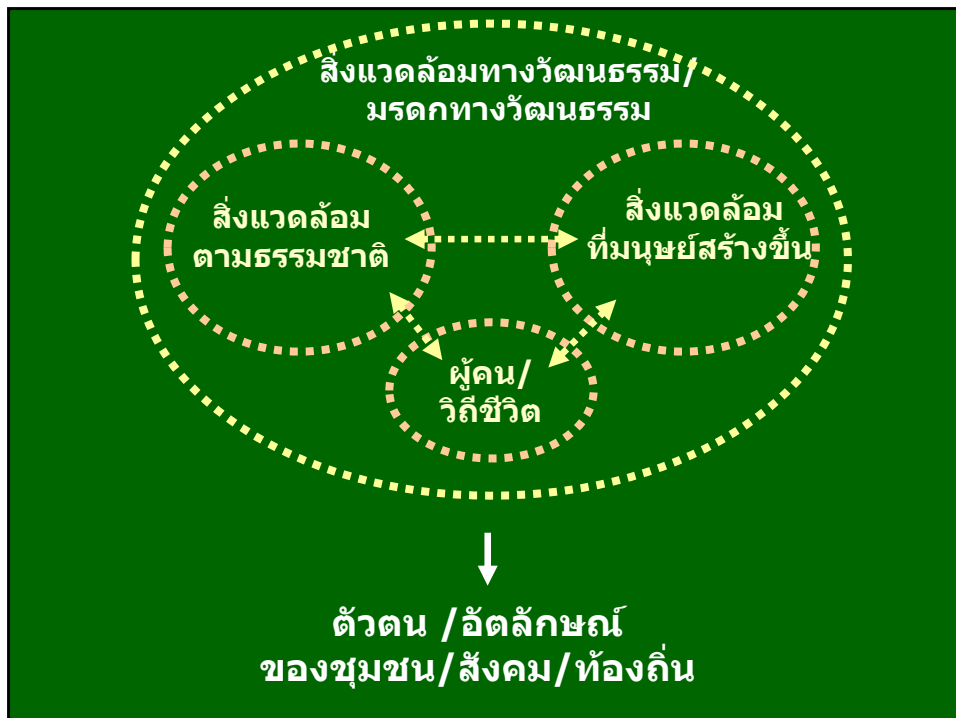 สิ่งแวดล้อมทางวัฒนธรรม/
มรดกทางวัฒนธรรม
สิ่งแวดล้อม
ตามธรรมชาติ
สิ่งแวดล้อม
ที่มนุษย์สร้างขึ้น
ผู้คน/
วิถีชีวิต
ตัวตน /อัตลักษณ์
ของชุมชน/สังคม/ท้องถิ่น